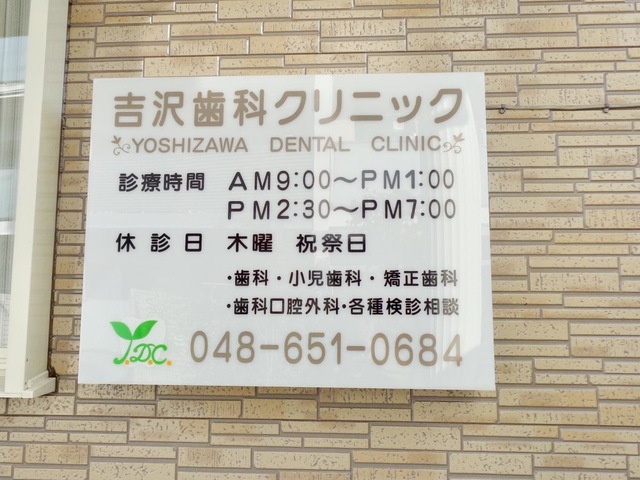 吉沢歯科クリニック
YOSHIZAWA DENTAL CLINIC
診療時間 AM9:00～PM1:00
PM2:30～PM7:00
休診日 木曜 祝祭日
・歯科・小児歯科・矯正歯科
・歯科口腔外科・各種検診相談
Y.D.C. 048-651-0684